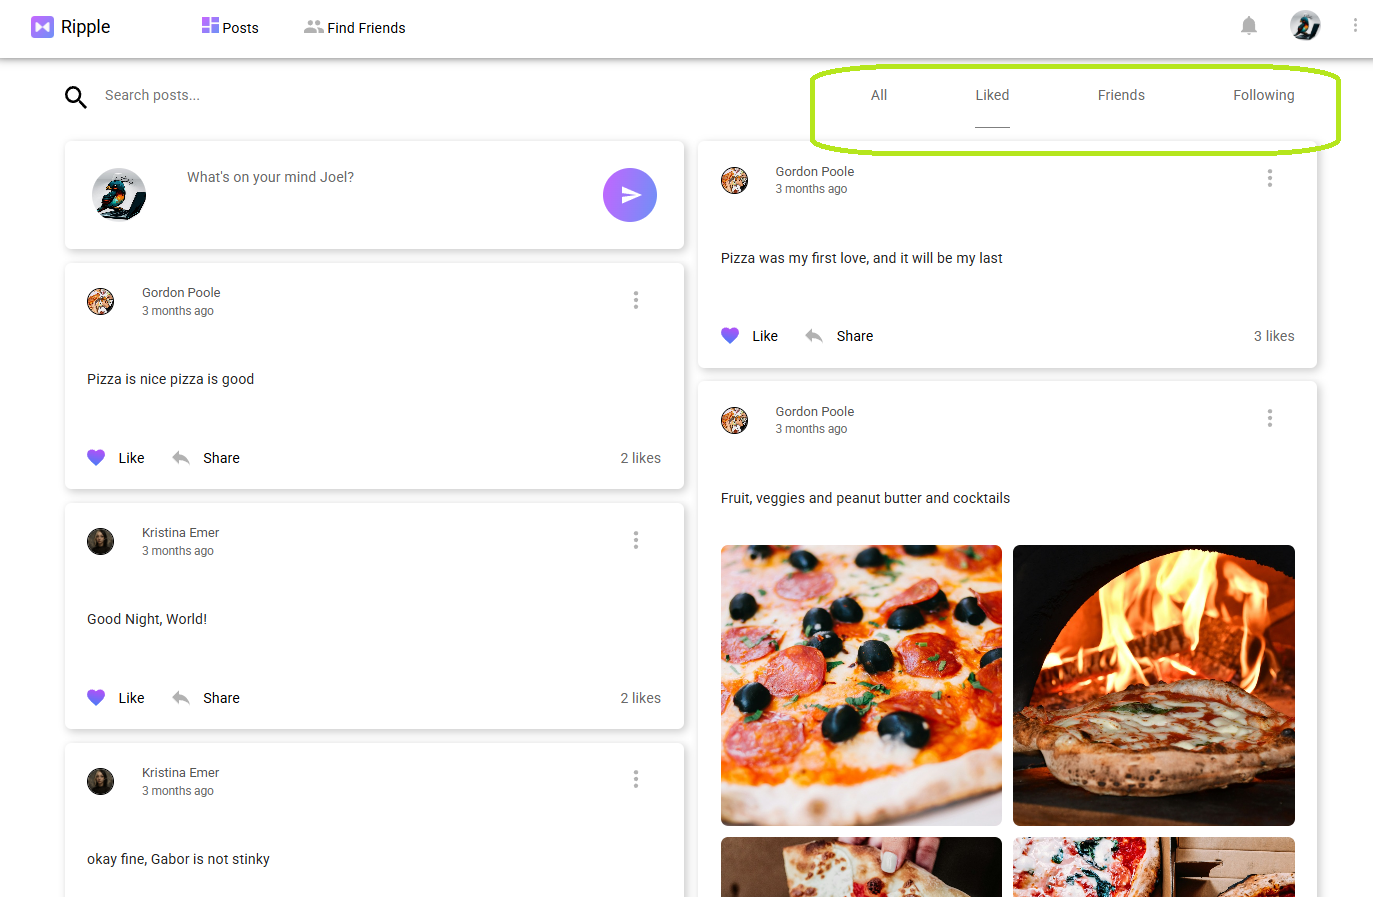 Ripple
Posts
Find Friends
Search posts...
All
Liked
Friends
Following
What's on your mind Joel?
Gordon Poole
3 months ago
Pizza is nice pizza is good
Like
Share
2 likes
Kristina Emer
3 months ago
Good Night, World!
Like
Share
2 likes
Kristina Emer
3 months ago
okay fine, Gabor is not stinky
Gordon Poole
3 months ago
Pizza was my first love, and it will be my last
Like
Share
3 likes
Gordon Poole
3 months ago
Fruit, veggies and peanut butter and cocktails